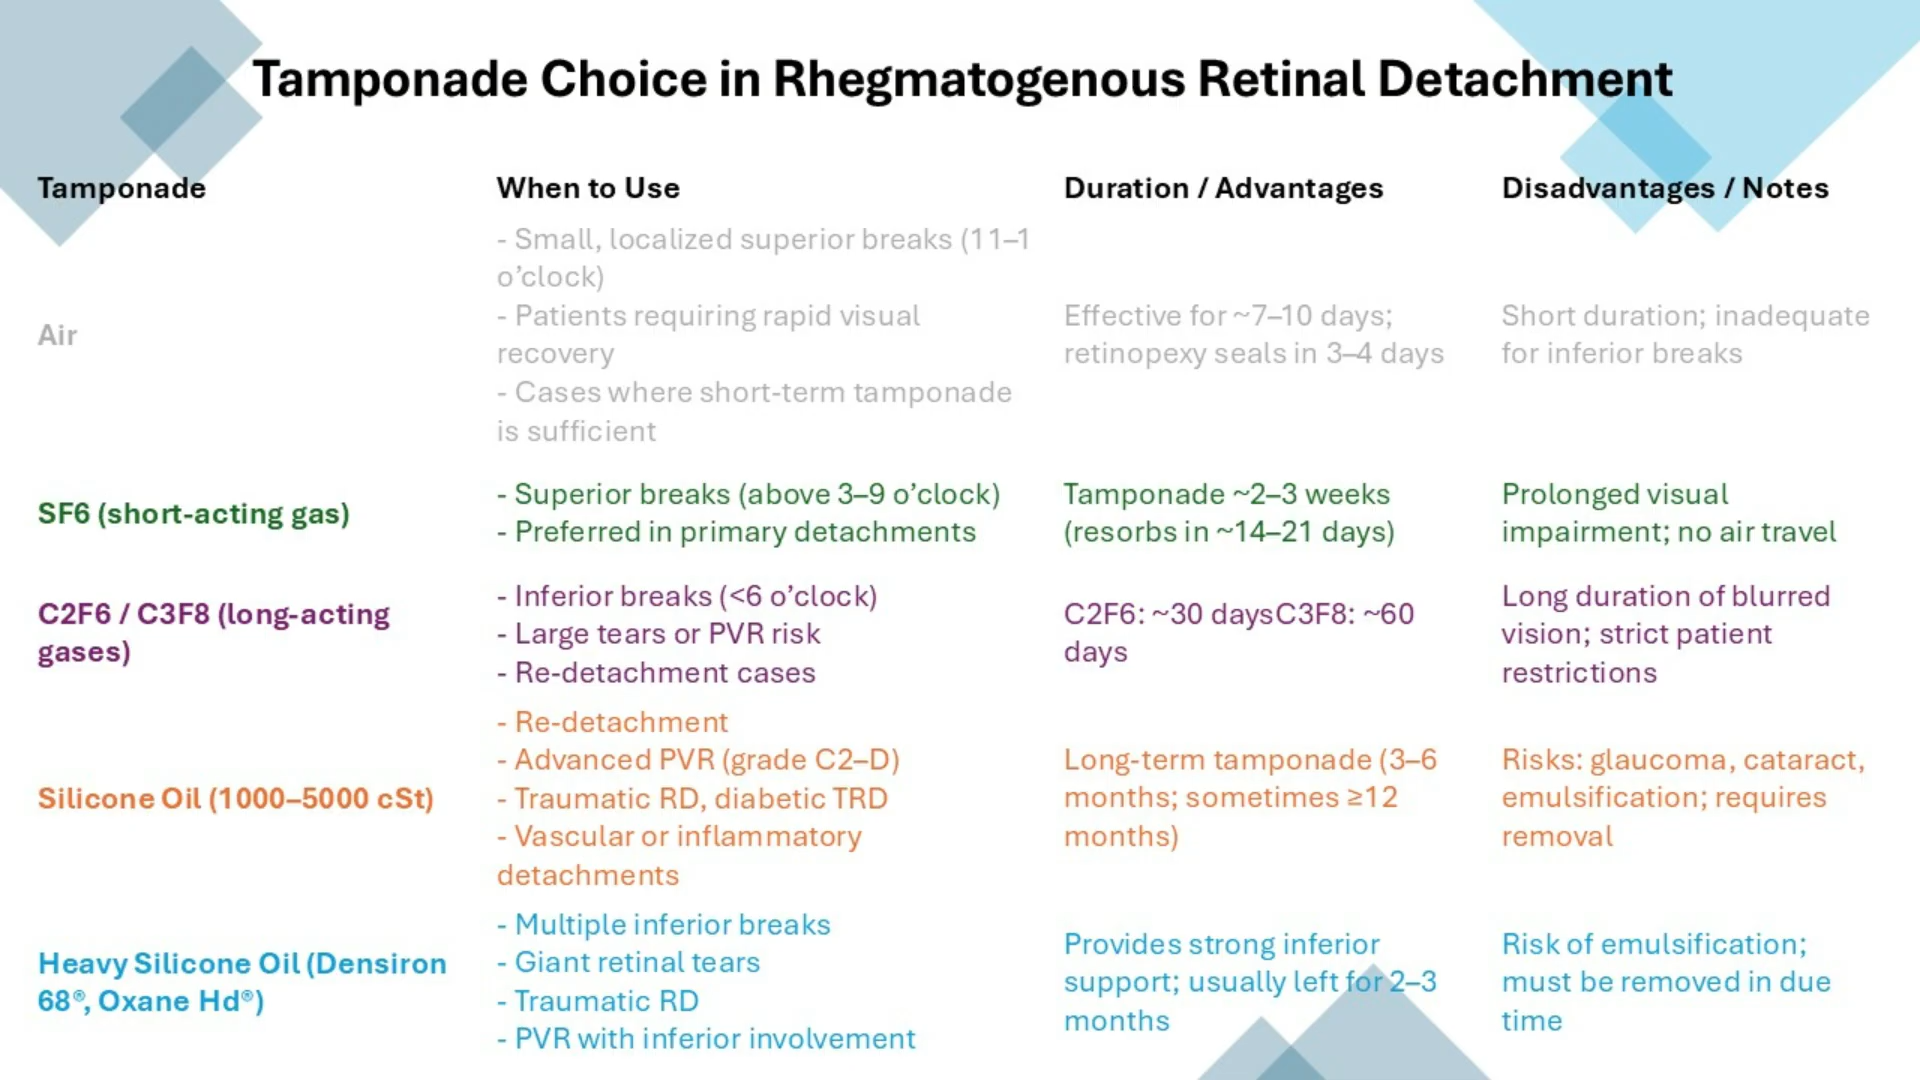 Tamponade Choice in Rhegmatogenous Retinal Detachment
Tamponade
When to Use
Duration / Advantages
Disadvantages / Notes
Air
- Small, localized superior breaks (11–1
o’clock)
- Patients requiring rapid visual
recovery
- Cases where short-term tamponade
is sufficient
Effective for ~7–10 days;
retinopexy seals in 3–4 days
Short duration; inadequate
for inferior breaks
SF6 (short-acting gas)
- Superior breaks (above 3–9 o’clock)
- Preferred in primary detachments
Tamponade ~2–3 weeks
(resorbs in ~14–21 days)
Prolonged visual
impairment; no air travel
C2F6 / C3F8 (long-acting
gases)
- Inferior breaks (<6 o’clock)
- Large tears or PVR risk
- Re-detachment cases
C2F6: ~30 daysC3F8: ~60
days
Long duration of blurred
vision; strict patient
restrictions
Silicone Oil (1000–5000 cSt)
- Re-detachment
- Advanced PVR (grade C2–D)
- Traumatic RD, diabetic TRD
- Vascular or inflammatory
detachments
Long-term tamponade (3–6
months; sometimes ≥12
months)
Risks: glaucoma, cataract,
emulsification; requires
removal
Heavy Silicone Oil (Densiron
68®, Oxane Hd®)
- Multiple inferior breaks
- Giant retinal tears
- Traumatic RD
- PVR with inferior involvement
Provides strong inferior
support; usually left for 2–3
months
Risk of emulsification;
must be removed in due
time